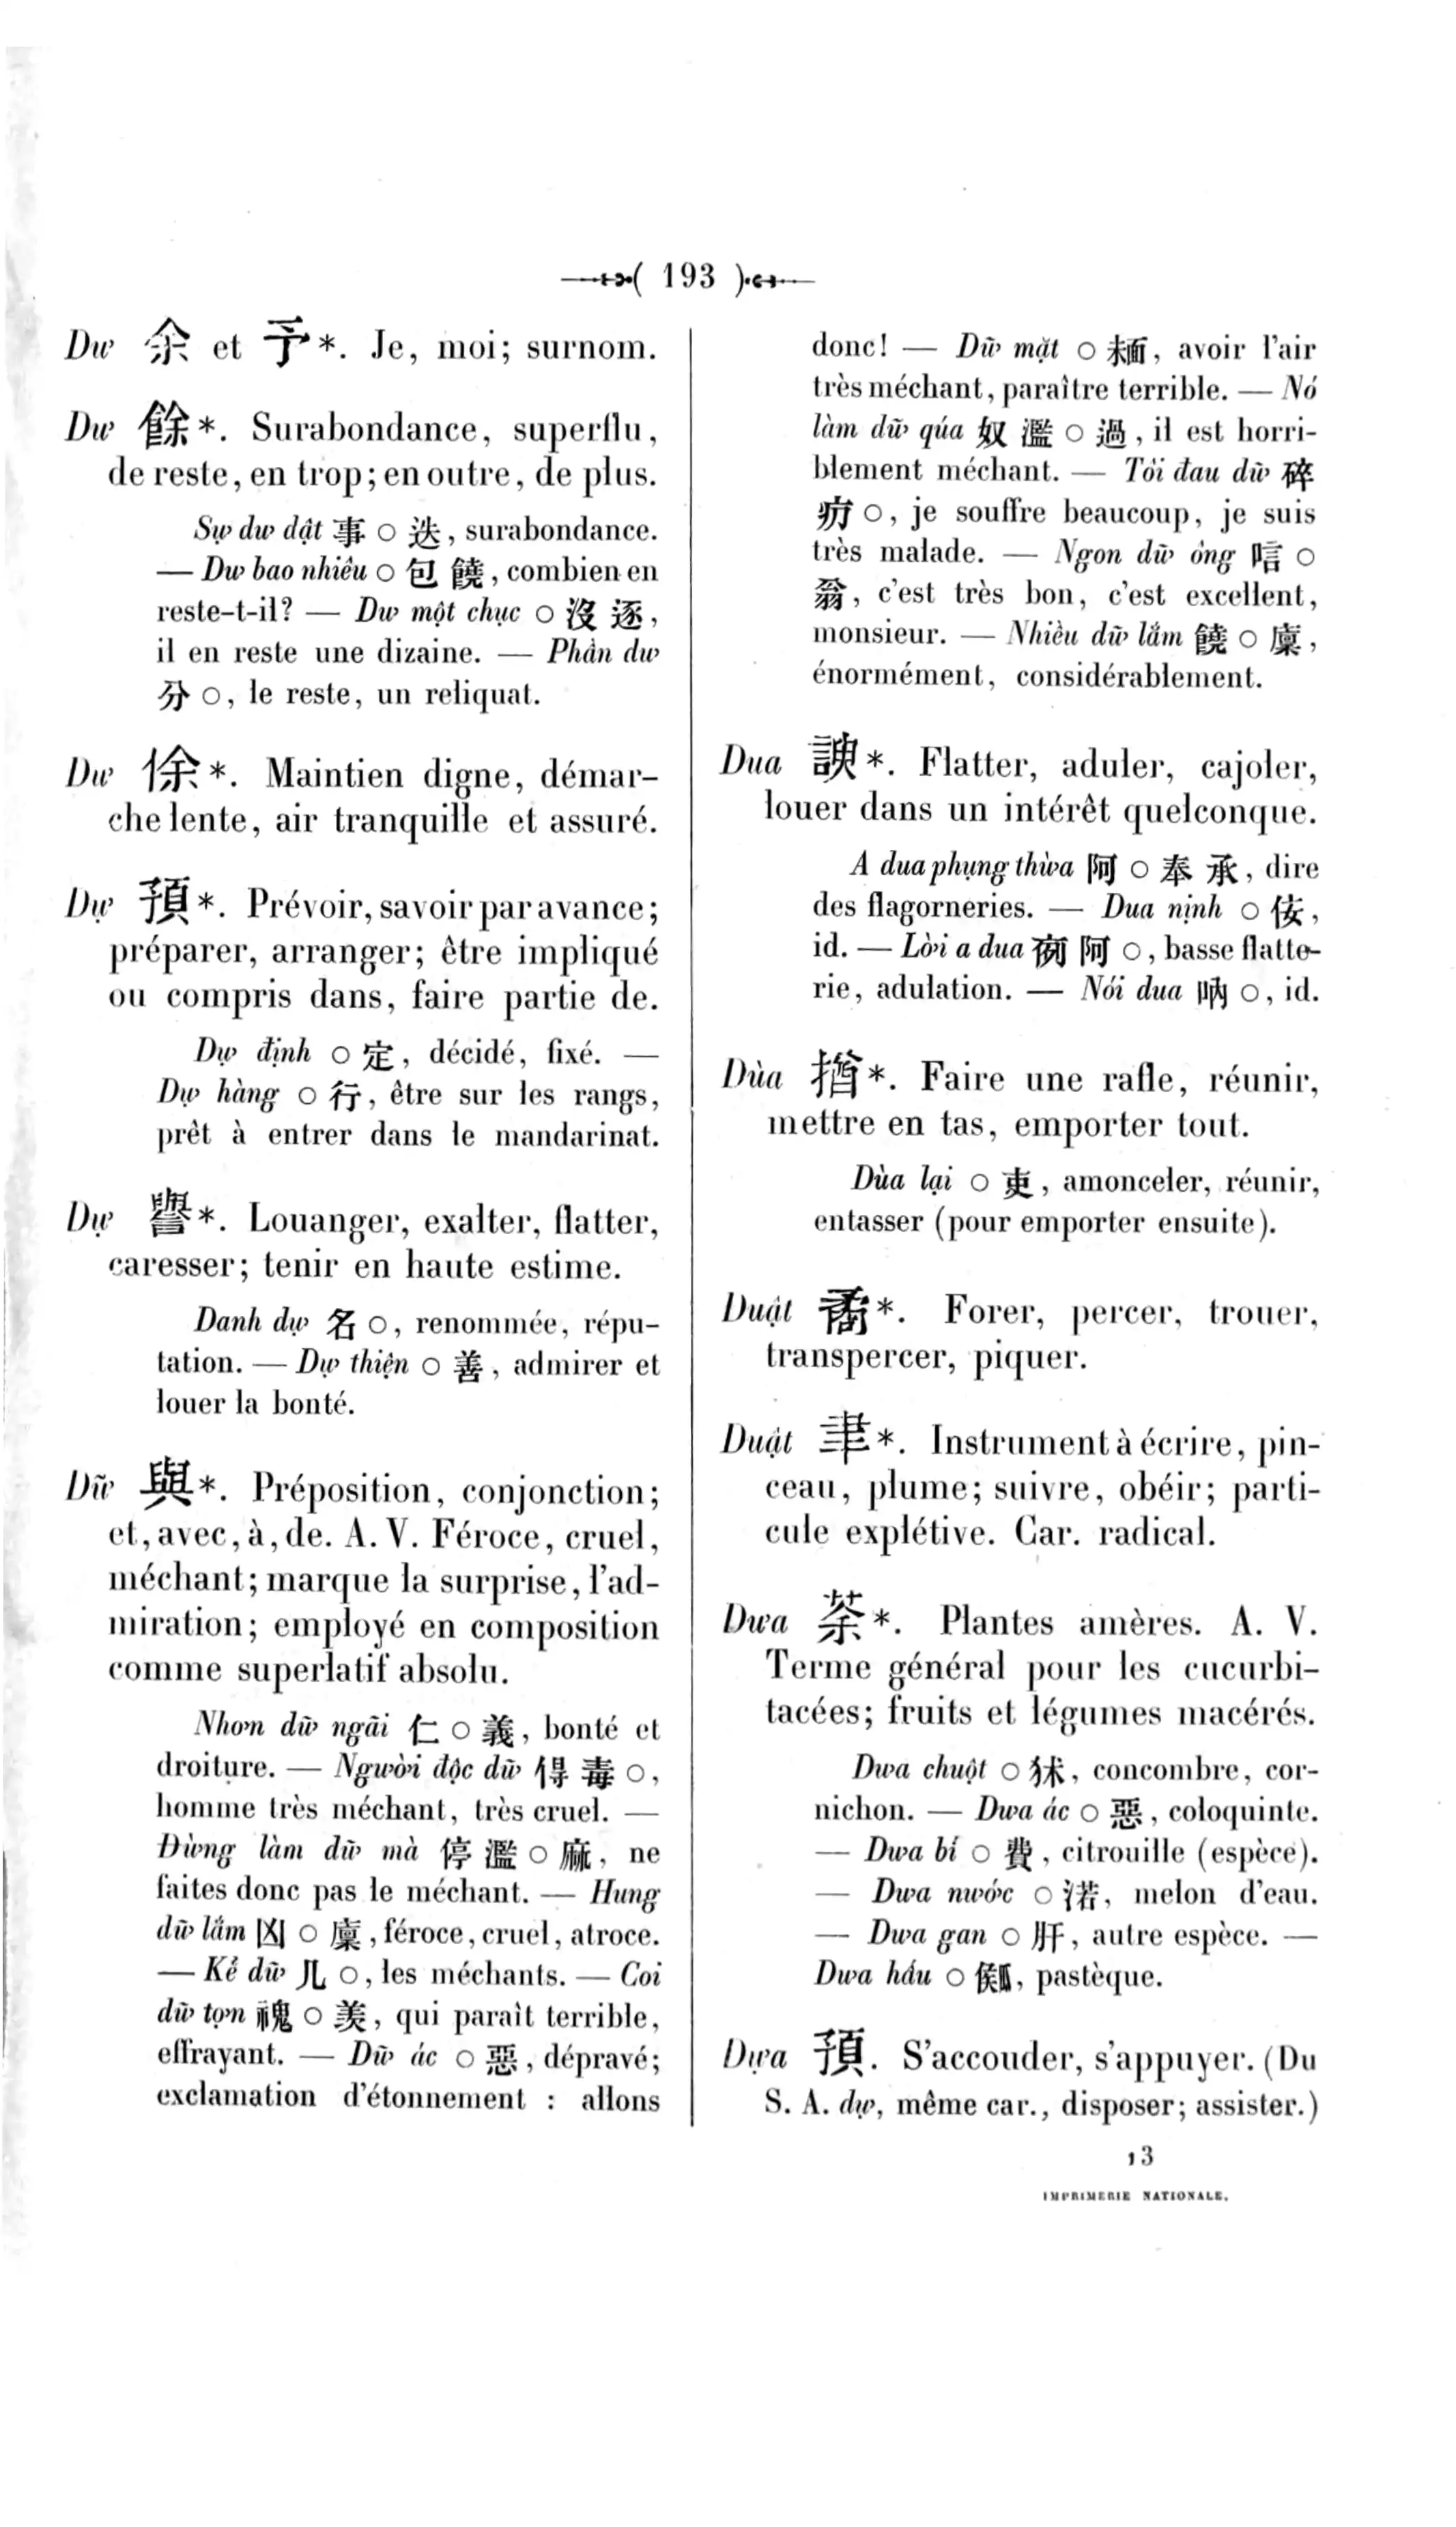 ( 193 )
Dư 余 et 予*. Je, moi; surnom.
Dư 餘*. Surabondance, superflu,
de reste, en trop; en outre, de plus.
Sự dư dật 事 ○ 迭, surabondance.
— Dư bao nhiêu ○ 包 饒, combien en
reste-t-il? — Dư một chục ○ 沒 逐,
il en reste une dizaine. — Phần dư
分 ○, le reste, un reliquat.
Dư 悇*. Maintien digne, démar-
che lente, air tranquille et assuré.
Dự 預*. Prévoir, savoir par avance;
préparer, arranger; être impliqué
ou compris dans, faire partie de.
Dự định ○ 定, décidé, fixé. —
Dự hàng ○ 行, être sur les rangs,
prêt à entrer dans le mandarinat.
Dự 譽*. Louanger, exalter, flatter,
caresser; tenir en haute estime.
Danh dự 名 ○, renommée, répu-
tation. — Dự thiện ○ 善, admirer et
louer la bonté.
Dữ 與*. Préposition, conjonction;
et, avec, à, de. A. V. Féroce, cruel,
méchant; marque la surprise, l'ad-
miration; employé en composition
comme superlatif absolu.
Nhơn dữ ngãi 仁 ○ 義, bonté et
droiture. — Người độc dữ 㝵 毒 ○,
homme très méchant, très cruel. —
Đừng làm dữ mà 停 濫 ○ 麻, ne
faites donc pas le méchant. — Hung
dữ lắm 凶 ○ 廩, féroce, cruel, atroce.
— Kẻ dữ 几 ○, les méchants. — Coi
dữ tợn ○ 羨, qui paraît terrible,
effrayant. — Dữ ác ○ 惡, dépravé;
exclamation d'étonnement : allons
donc! — Dữ mặt ○ 𩈘, avoir l'air
très méchant, paraître terrible. — Nó
làm dữ qúa 奴 濫 ○ 過, il est horri-
blement méchant. — Tôi đau dữ 碎
疠 ○, je souffre beaucoup, je suis
très malade. — Ngon dữ ông 唁 ○
翁, c'est très bon, c'est excellent,
monsieur. — Nhiều dữ lắm 饒 ○ 廩,
énormément, considérablement.
Dua 諛*. Flatter, aduler, cajoler,
louer dans un intérêt quelconque.
A dua phụng thừa 阿 ○ 奉 承, dire
des flagorneries. — Dua nịnh ○ 佞,
id. — Lời a dua 阿 ○, basse flatte-
rie, adulation. — Nói dua 吶 ○, id.
Dùa *. Faire une rafle, réunir,
mettre en tas, emporter tout.
Dùa lại ○ 吏, amonceler, réunir,
entasser (pour emporter ensuite).
Duật 矞*. Forer, percer, trouer,
transpercer, piquer.
Duật 聿*. Instrument à écrire, pin-
ceau, plume; suivre, obéir; parti-
cule explétive. Car. radical.
Dưa 荼*. Plantes amères. A. V.
Terme général pour les cucurbi-
tacées; fruits et légumes macérés.
Dưa chuột ○ 㹥, concombre, cor-
nichon. — Dưa ác ○ 惡, coloquinte.
— Dưa bí ○ 費, citrouille (espèce).
— Dưa nước ○ 渃, melon d'eau.
— Dưa gan ○ 肝, autre espèce. —
Dưa hấu ○, pastèque.
Dựa 預. S'accouder, s'appuyer. (Du
S. A. dự, même car., disposer; assister.)
13
IMPRIMERIE NATIONALE.